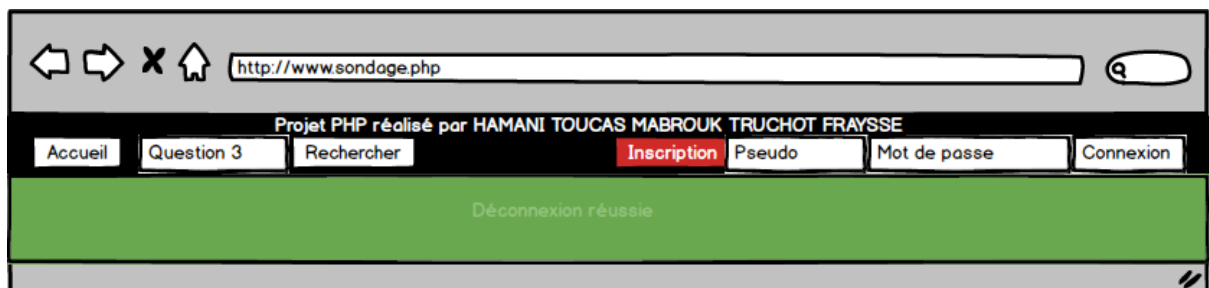 http://www.sondage.php
Projet PHP réalisé par HAMANI TOUCAS MABROUK TRUCHOT FRAYSSE
Accueil Question 3 Rechercher Inscription Pseudo Mot de passe Connexion
Déconnexion réussie